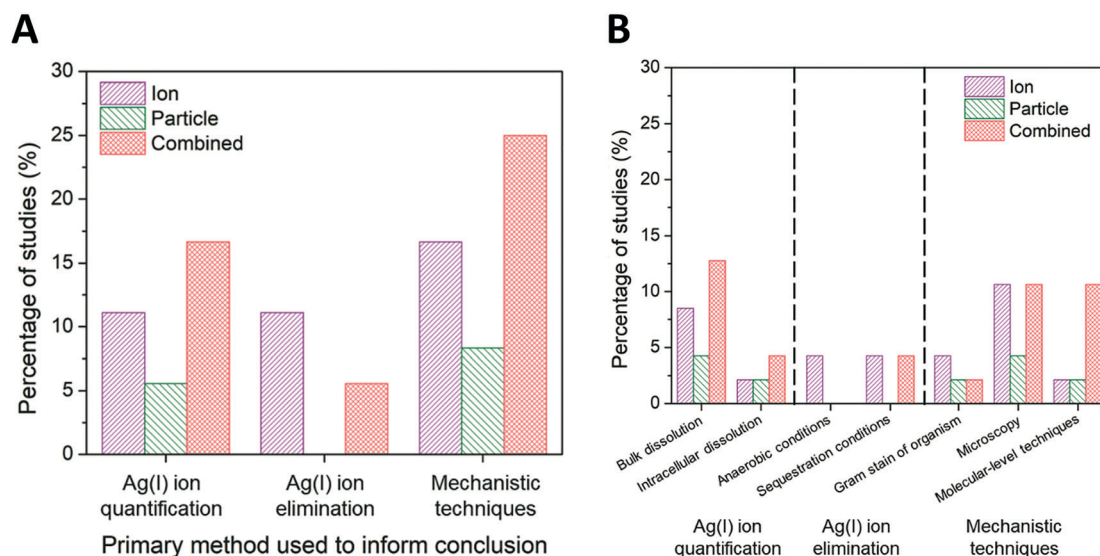 A
30
25
20
15
10
5
0
Percentage of studies (%)
Ion
Particle
Combined
Ag(I) ion
quantification
Ag(I) ion
elimination
Mechanistic
techniques
Primary method used to inform conclusion
B
30
25
20
15
10
5
0
Percentage of studies (%)
Ion
Particle
Combined
Bulk dissolution
Intracellular dissolution
Anaerobic conditions
Sequestration conditions
Gram stain of organism
Microscopy
Molecular-level techniques
Ag(I) ion
quantification
Ag(I) ion
elimination
Mechanistic
techniques